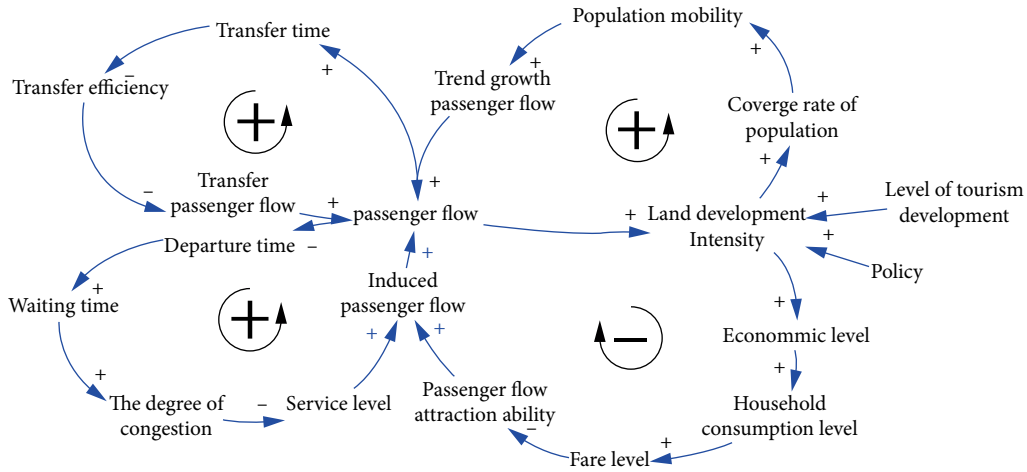 Population mobility
Transfer time
+
+
+
Transfer efficiency
–
Trend growth
passenger flow
Coverge rate of
population
+
+
+
–
Transfer
passenger flow
+
+
passenger flow
+
Land development
Intensity
+
Level of tourism
development
Departure time
–
+
+
Policy
Waiting time
+
Induced
passenger flow
+
–
+
Econommic level
+
+
+
+
The degree of
congestion
–
Service level
Passenger flow
attraction ability
–
Household
consumption level
+
Fare level